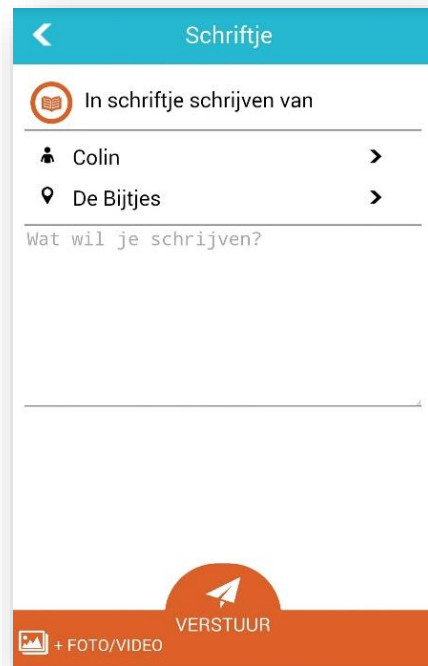 Schriftje
In schriftje schrijven van
Colin
De Bijtjes
Wat wil je schrijven?
VERSTUUR
+ FOTO/VIDEO